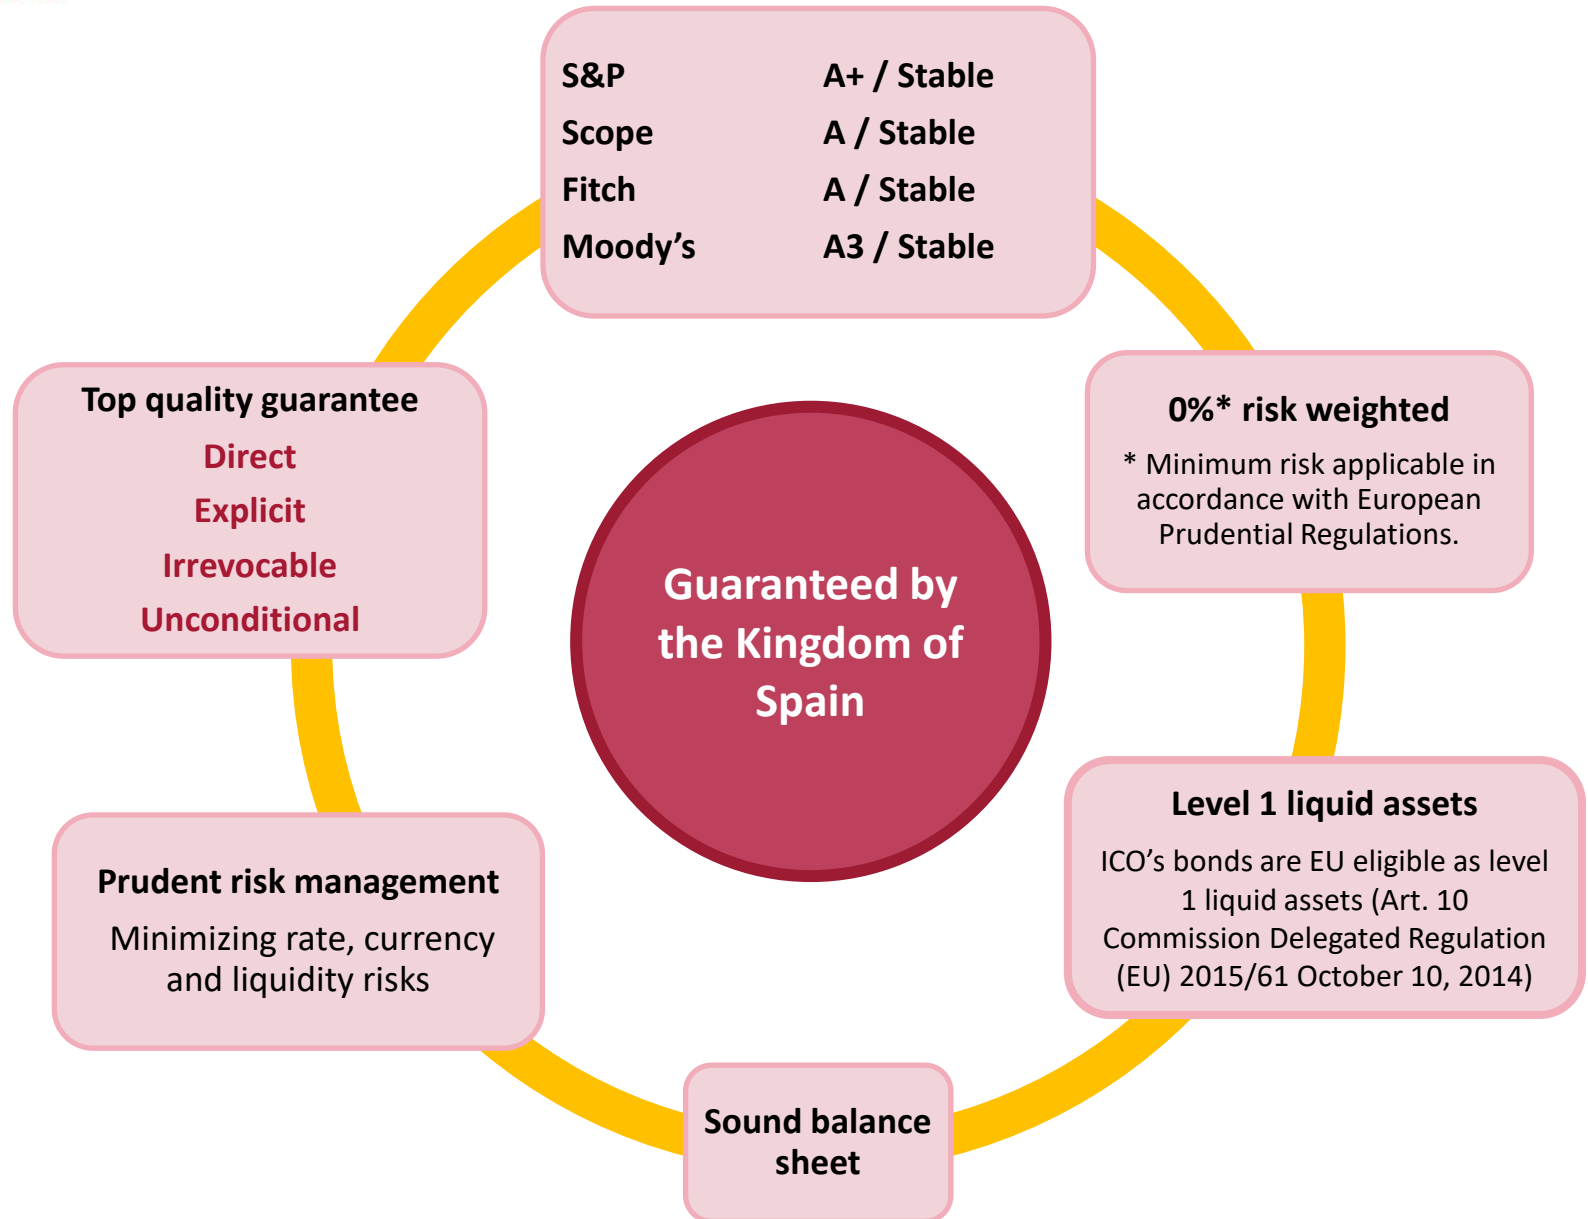 S&P A+ / Stable
Scope A / Stable
Fitch A / Stable
Moody’s A3 / Stable
Top quality guarantee
Direct
Explicit
Irrevocable
Unconditional
0%* risk weighted
* Minimum risk applicable in
accordance with European
Prudential Regulations.
Guaranteed by
the Kingdom of
Spain
Level 1 liquid assets
ICO’s bonds are EU eligible as level
1 liquid assets (Art. 10
Commission Delegated Regulation
(EU) 2015/61 October 10, 2014)
Prudent risk management
Minimizing rate, currency
and liquidity risks
Sound balance
sheet